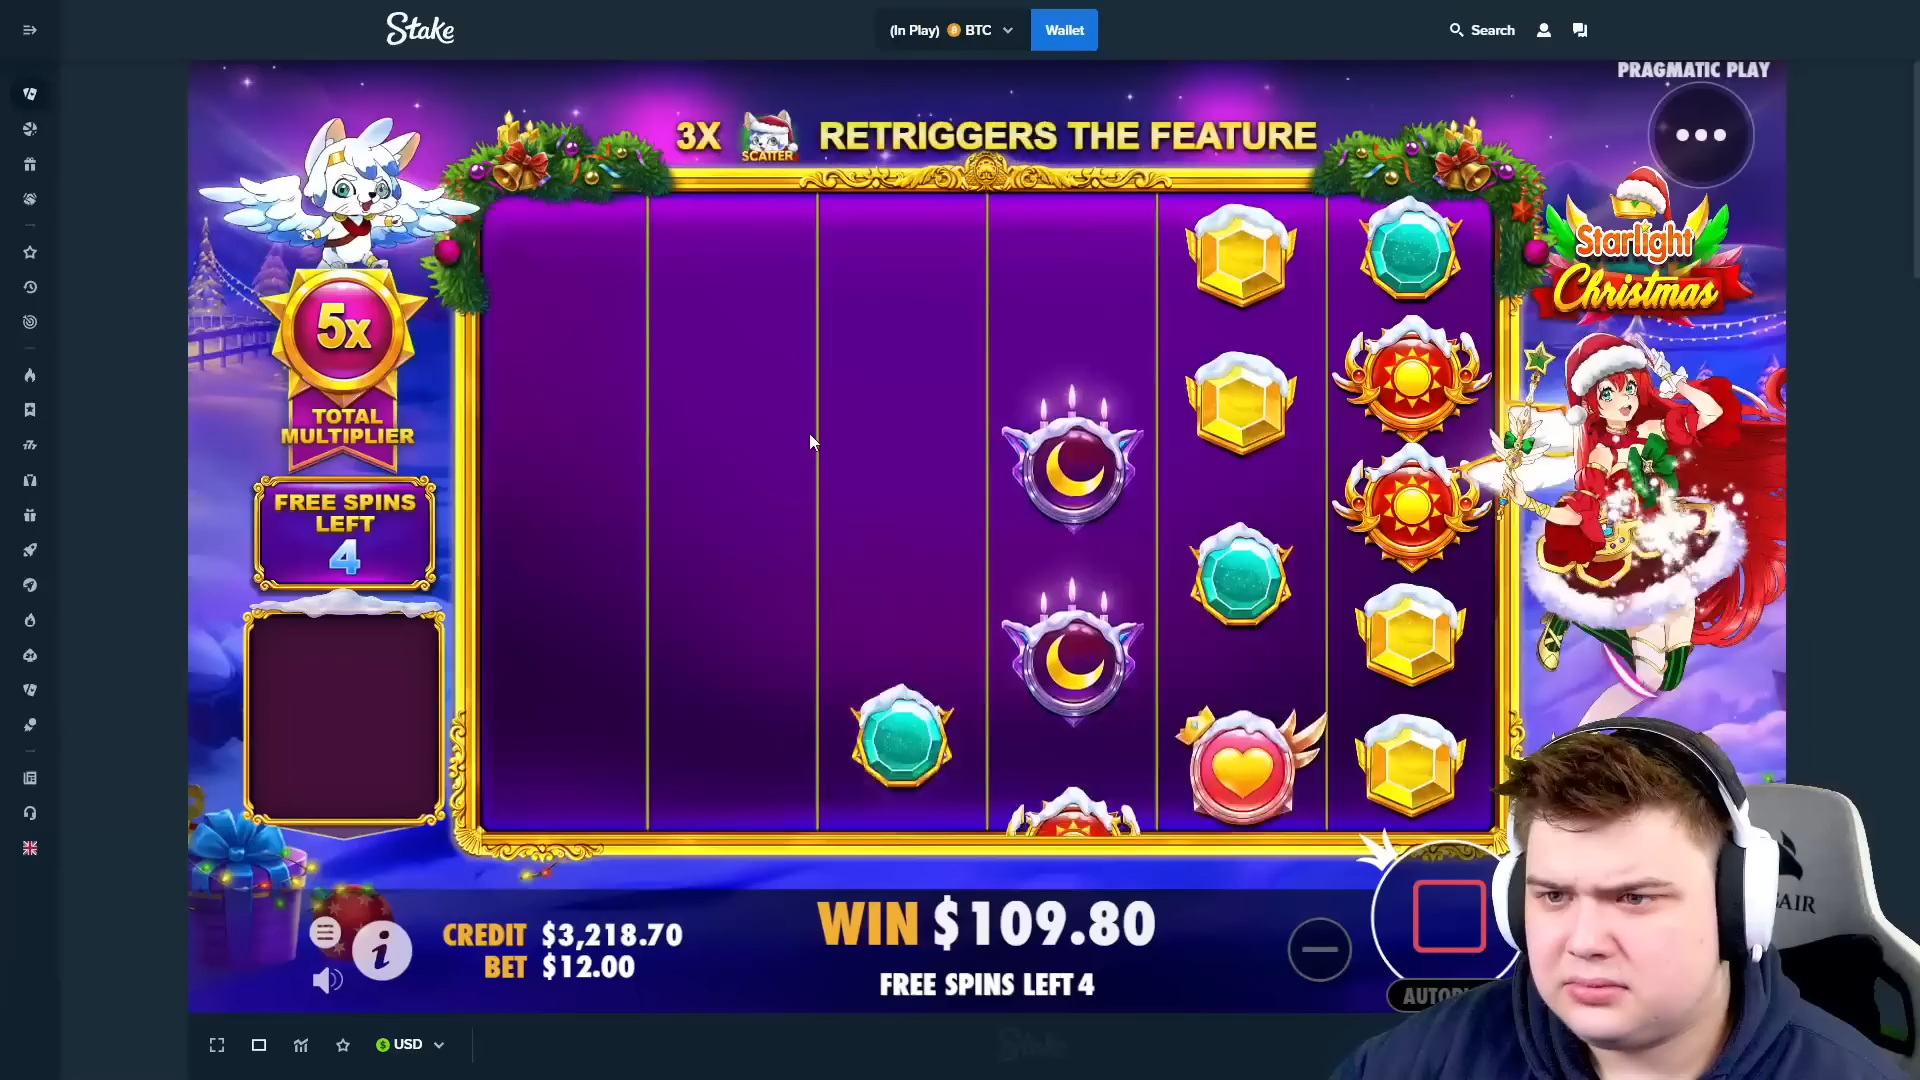 Stake
(In Play) BTC
Wallet
Search
PRAGMATIC PLAY
3X SCATTER RETRIGGERS THE FEATURE
Starlight
Christmas
5x
TOTAL
MULTIPLIER
FREE SPINS
LEFT
4
CREDIT $3,218.70
BET $12.00
WIN $109.80
FREE SPINS LEFT 4
USD
Stake